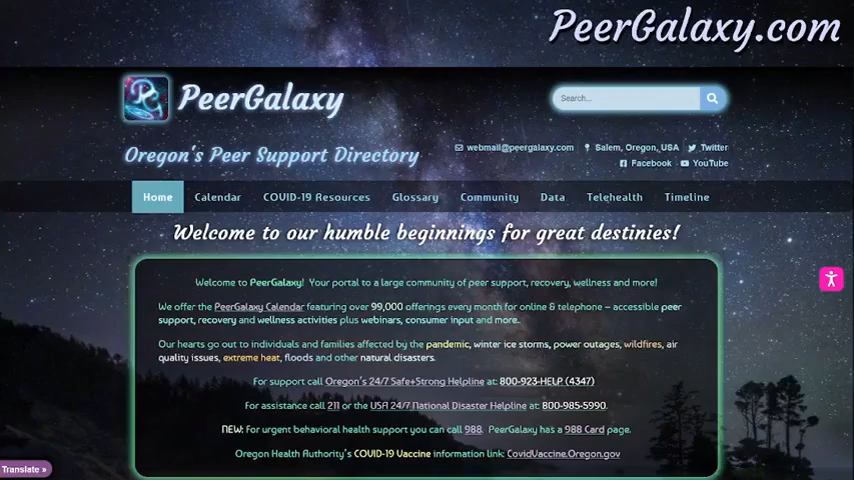 PeerGalaxy.com
PeerGalaxy
Search...
Oregon's Peer Support Directory
webmail@peergalaxy.com
Salem, Oregon, USA
Twitter
Facebook
YouTube
Home Calendar COVID-19 Resources Glossary Community Data Telehealth Timeline
Welcome to our humble beginnings for great destinies!
Welcome to PeerGalaxy! Your portal to a large community of peer support, recovery, wellness and more!
We offer the PeerGalaxy Calendar featuring over 99,000 offerings every month for online & telephone – accessible peer
support, recovery and wellness activities plus webinars, consumer input and more.
Our hearts go out to individuals and families affected by the pandemic, winter ice storms, power outages, wildfires, air
quality issues, extreme heat, floods and other natural disasters.
For support call Oregon's 24/7 Safe+Strong Helpline at: 800-923-HELP (4347)
For assistance call 211 or the USA 24/7 National Disaster Helpline at: 800-985-5990.
NEW: For urgent behavioral health support you can call 988. PeerGalaxy has a 988 Card page.
Oregon Health Authority's COVID-19 Vaccine information link: CovidVaccine.Oregon.gov
Translate »